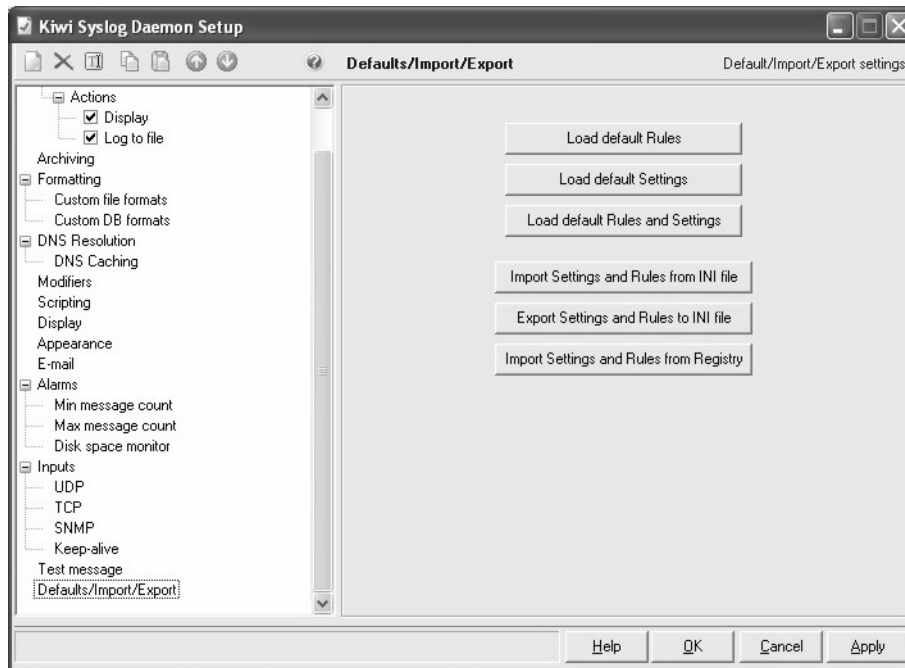 Kiwi Syslog Daemon Setup
Defaults/Import/Export
Default/Import/Export settings
Actions
Display
Log to file
Archiving
Formatting
Custom file formats
Custom DB formats
DNS Resolution
DNS Caching
Modifiers
Scripting
Display
Appearance
E-mail
Alarms
Min message count
Max message count
Disk space monitor
Inputs
UDP
TCP
SNMP
Keep-alive
Test message
Defaults/Import/Export
Load default Rules
Load default Settings
Load default Rules and Settings
Import Settings and Rules from INI file
Export Settings and Rules to INI file
Import Settings and Rules from Registry
Help
OK
Cancel
Apply